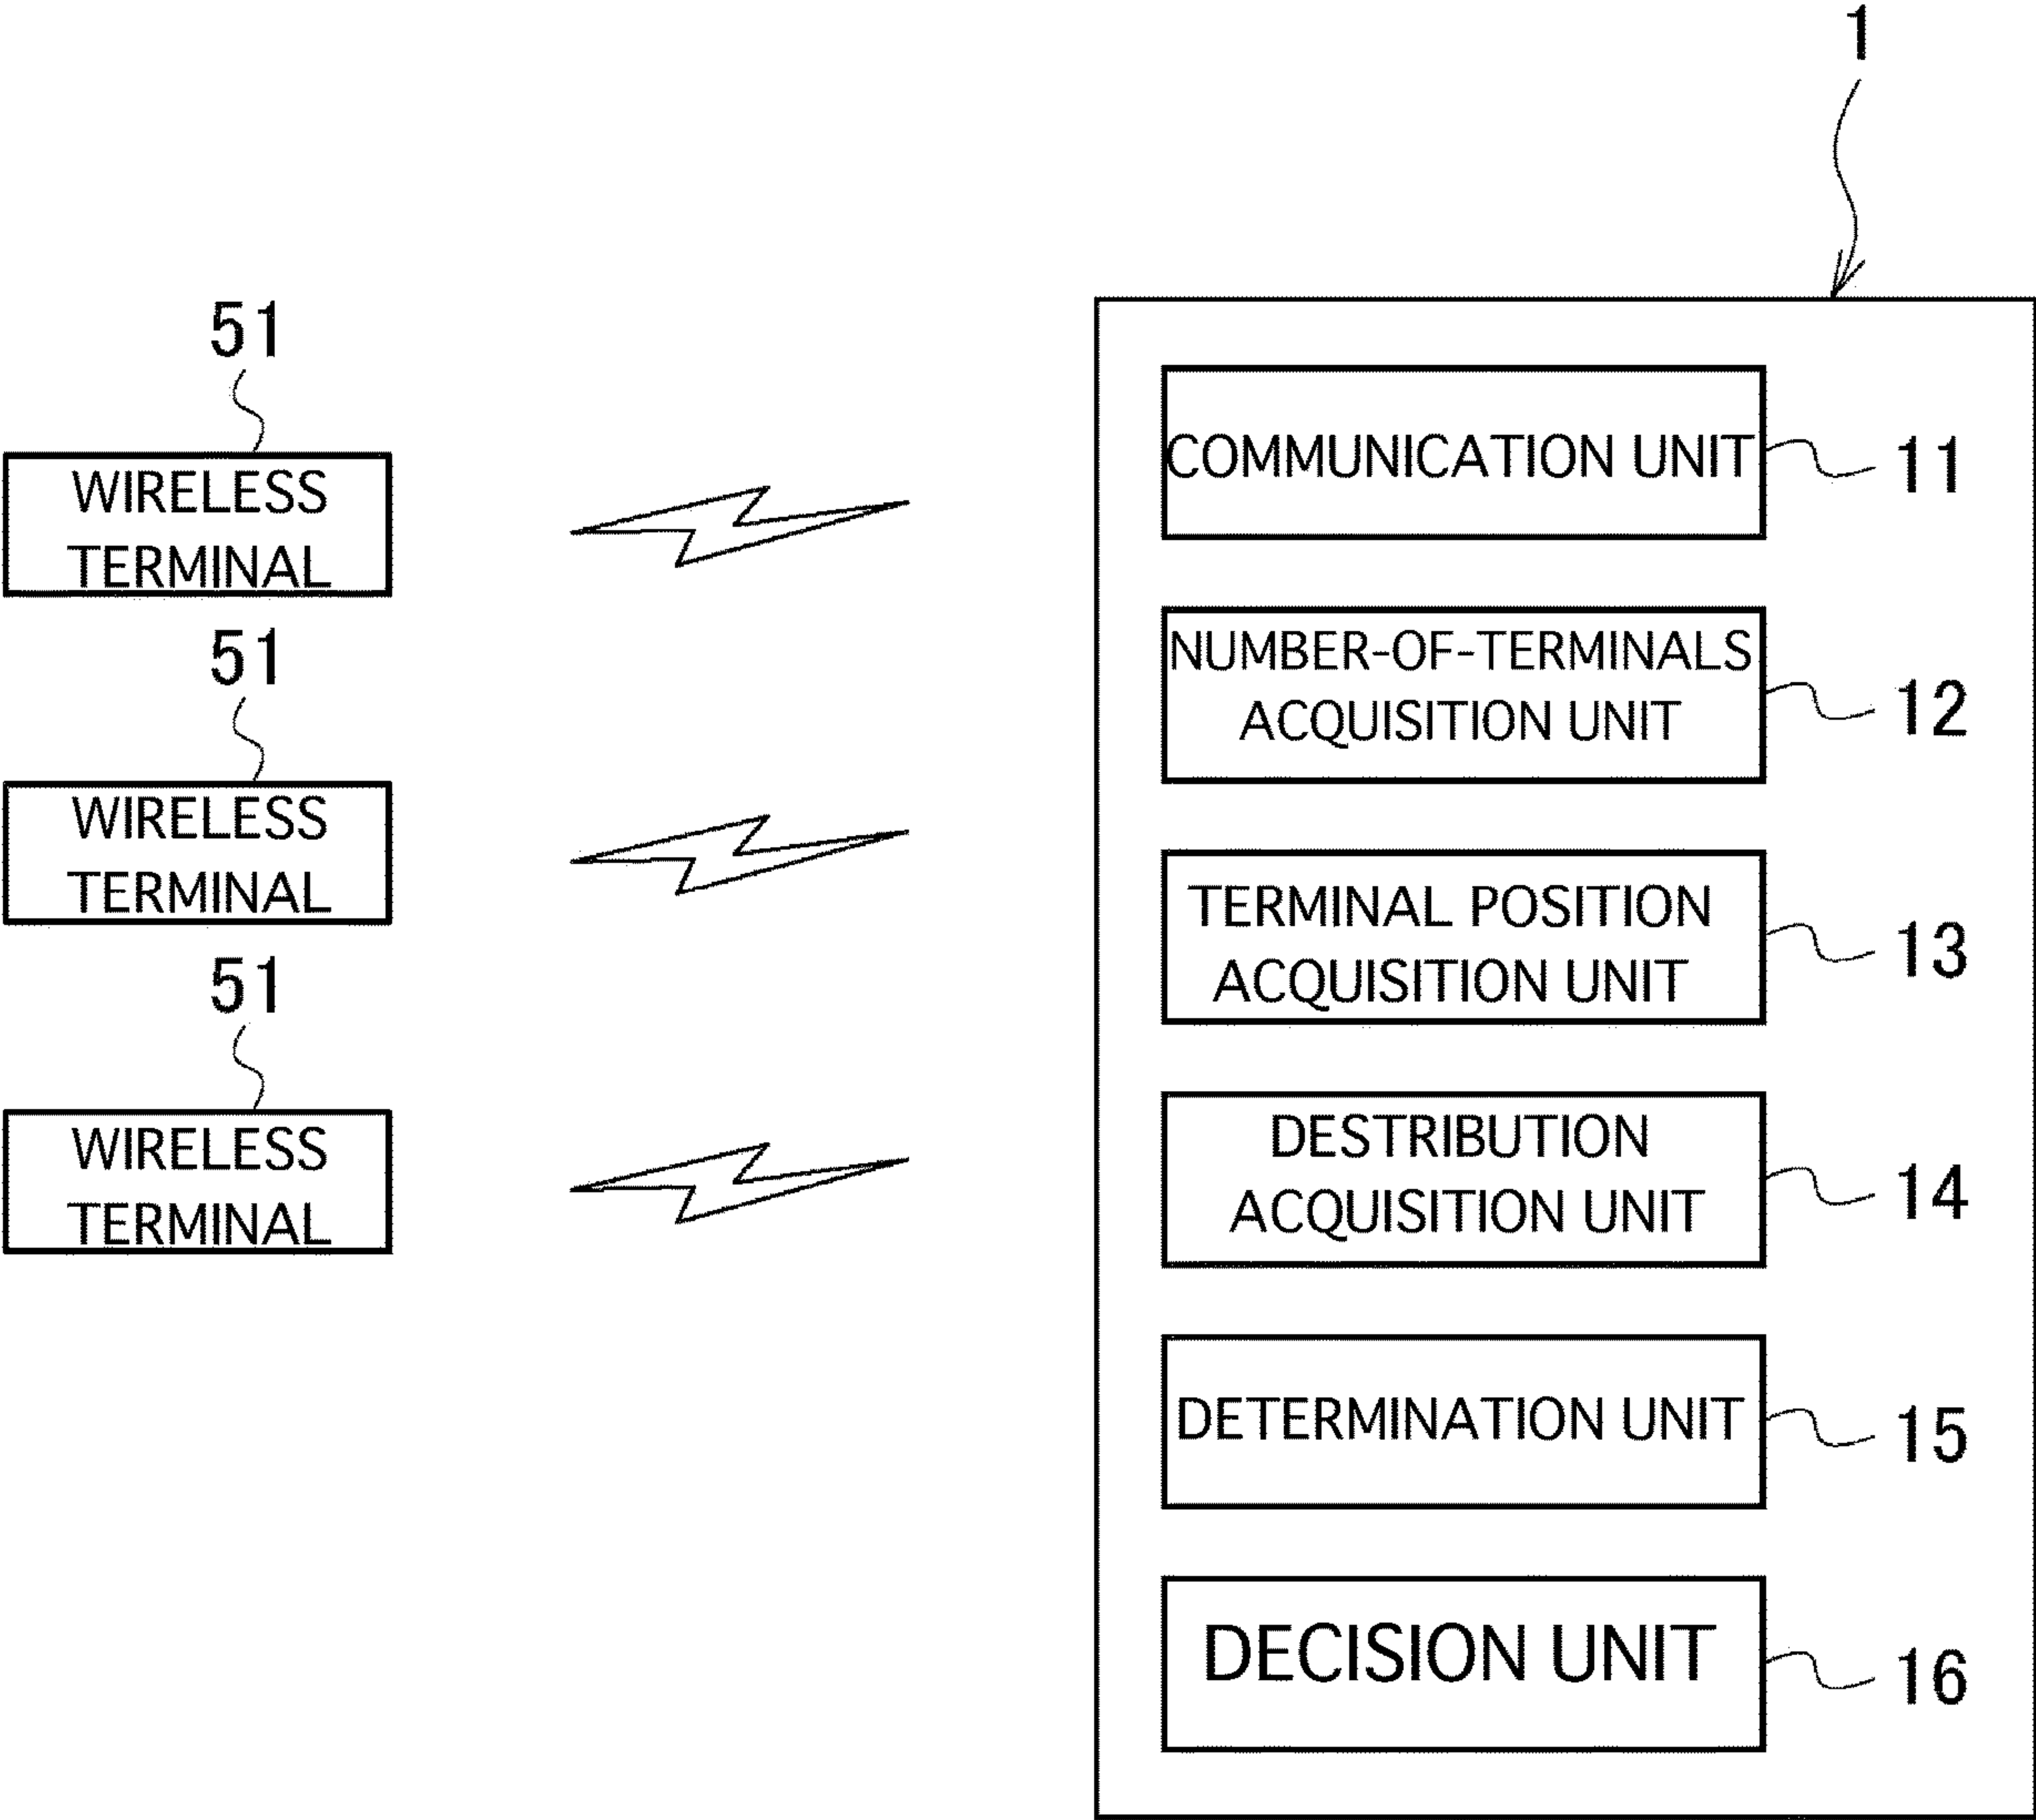 1
51
WIRELESS
TERMINAL
51
WIRELESS
TERMINAL
51
WIRELESS
TERMINAL
COMMUNICATION UNIT
11
NUMBER-OF-TERMINALS
ACQUISITION UNIT
12
TERMINAL POSITION
ACQUISITION UNIT
13
DESTRIBUTION
ACQUISITION UNIT
14
DETERMINATION UNIT
15
DECISION UNIT
16